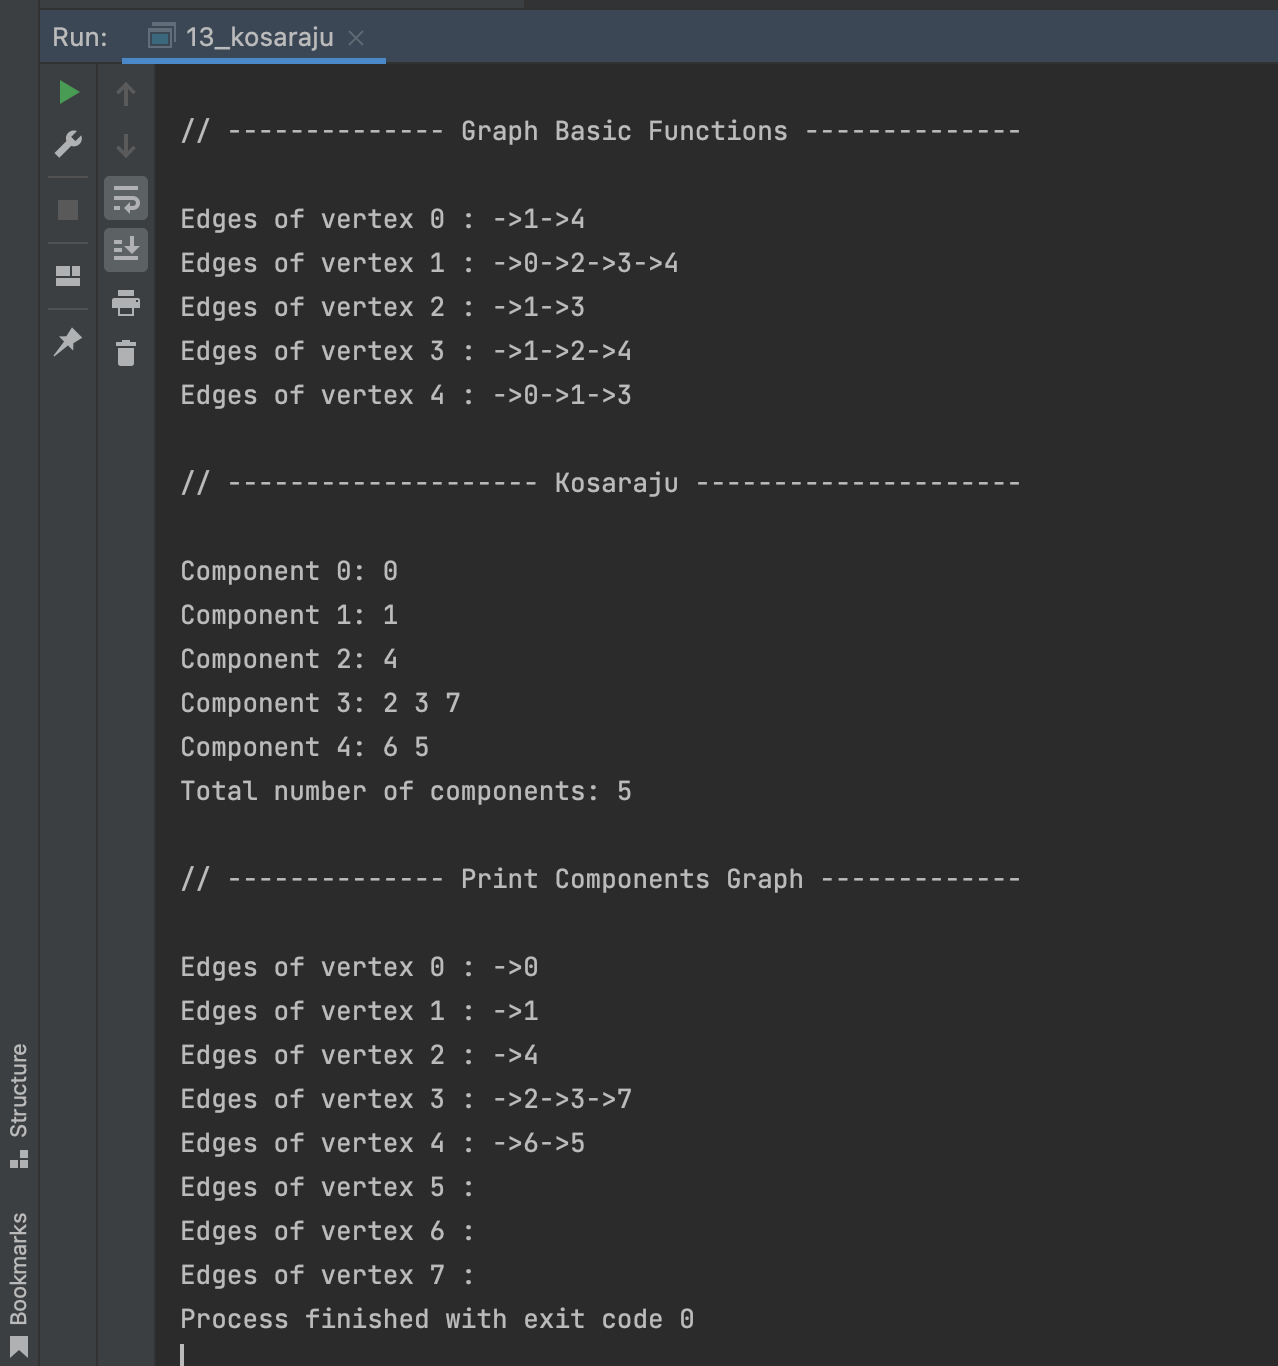 Run: 13_kosaraju
// -------------- Graph Basic Functions --------------
Edges of vertex 0 : ->1->4
Edges of vertex 1 : ->0->2->3->4
Edges of vertex 2 : ->1->3
Edges of vertex 3 : ->1->2->4
Edges of vertex 4 : ->0->1->3
// -------------------- Kosaraju ---------------------
Component 0: 0
Component 1: 1
Component 2: 4
Component 3: 2 3 7
Component 4: 6 5
Total number of components: 5
// -------------- Print Components Graph -------------
Edges of vertex 0 : ->0
Edges of vertex 1 : ->1
Edges of vertex 2 : ->4
Edges of vertex 3 : ->2->3->7
Edges of vertex 4 : ->6->5
Edges of vertex 5 :
Edges of vertex 6 :
Edges of vertex 7 :
Process finished with exit code 0
Structure
Bookmarks